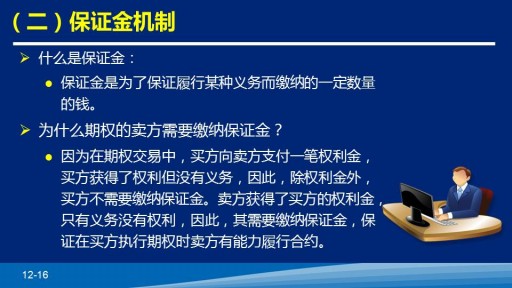 （二）保证金机制
什么是保证金：
保证金是为了保证履行某种义务而缴纳的一定数量
的钱。
为什么期权的卖方需要缴纳保证金？
因为在期权交易中，买方向卖方支付一笔权利金，
买方获得了权利但没有义务，因此，除权利金外，
买方不需要缴纳保证金。卖方获得了买方的权利金，
只有义务没有权利，因此，其需要缴纳保证金，保
证在买方执行期权时卖方有能力履行合约。
12-16